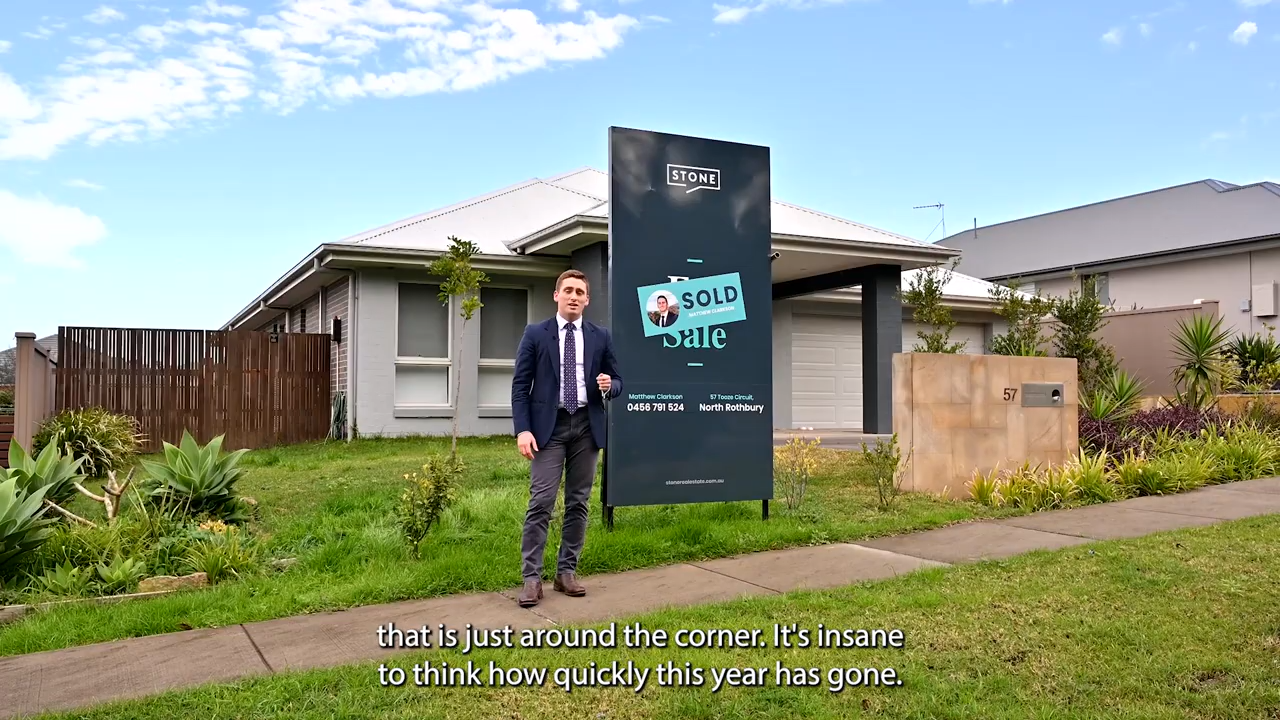 STONE
SOLD
MATTHEW CLARKSON
Sale
Matthew Clarkson
0456 791 524
57 Tooze Circuit,
North Rothbury
stonerealestate.com.au
57
that is just around the corner. It's insane
to think how quickly this year has gone.